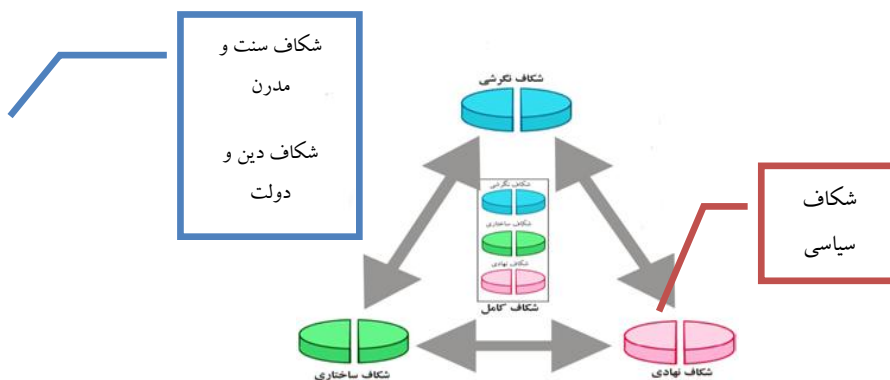 شکاف سنت و
مدرن
شکاف دین و
دولت
شکاف نگرشی
شکاف
سیاسی
شکاف نگرشی
شکاف ساختاری
شکاف نهادی
شکاف کامل
شکاف ساختاری
شکاف نهادی